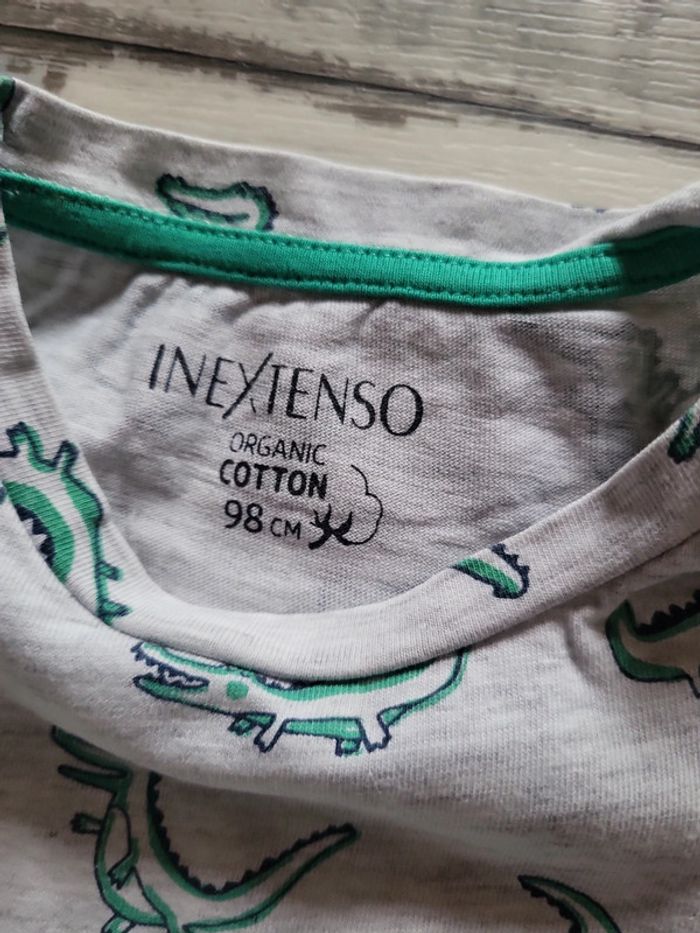 INEXTENSO
ORGANIC
COTTON
98 CM